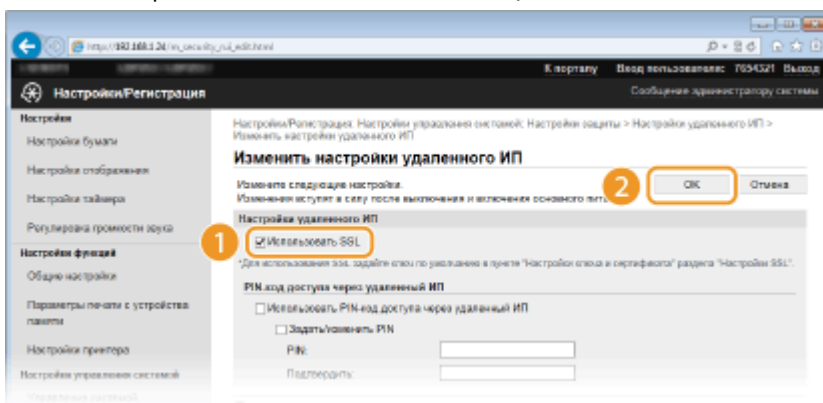 http://192.168.1.24/m_security_rui_edit.html
К порталу Вход пользователя: 7654321 Выход
Настройки/Регистрация Сообщение администратору системы
Настройки
Настройки бумаги
Настройки отображения
Настройки таймера
Регулировка громкости звука
Настройки функций
Общие настройки
Параметры печати с устройства памяти
Настройки принтера
Настройки управления системой
Управление системой
Настройки/Регистрация: Настройки управления системой: Настройки защиты > Настройки удаленного ИП >
Изменить настройки удаленного ИП
Изменить настройки удаленного ИП
Измените следующие настройки.
Изменения вступят в силу после выключения и включения основного
2
OK Отмена
Настройки удаленного ИП
1
Использовать SSL
*Для использования SSL задайте ключ по умолчанию в пункте "Настройки ключа и сертификата" раздела "Настройки SSL".
PIN-код доступа через удаленный ИП
Использовать PIN-код доступа через удаленный ИП
Задать/изменить PIN
PIN:
Подтвердить: